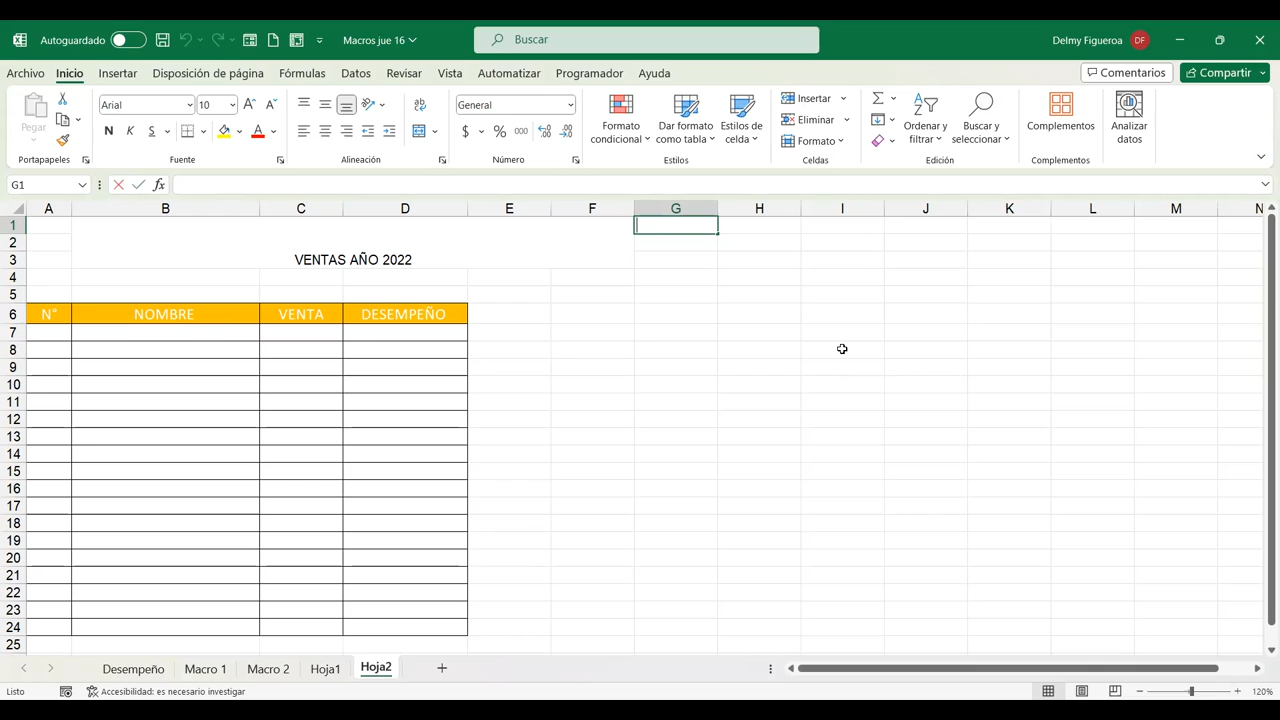 Autoguardado
Macros jue 16
Buscar
Delmy Figueroa DF
Archivo Inicio Insertar Disposición de página Fórmulas Datos Revisar Vista Automatizar Programador Ayuda
Comentarios Compartir
Pegar
Portapapeles
Arial 10
N K S
Fuente
Alineación
General
$ % 000
Número
Formato condicional
Dar formato como tabla
Estilos de celda
Estilos
Insertar
Eliminar
Formato
Celdas
Ordenar y filtrar
Buscar y seleccionar
Edición
Complementos
Complementos
Analizar datos
G1 fx
A B C D E F G H I J K L M N
1
2
3 VENTAS AÑO 2022
4
5
6 N° NOMBRE VENTA DESEMPEÑO
7
8
9
10
11
12
13
14
15
16
17
18
19
20
21
22
23
24
25
Desempeño Macro 1 Macro 2 Hoja1 Hoja2
Listo Accesibilidad: es necesario investigar 120%